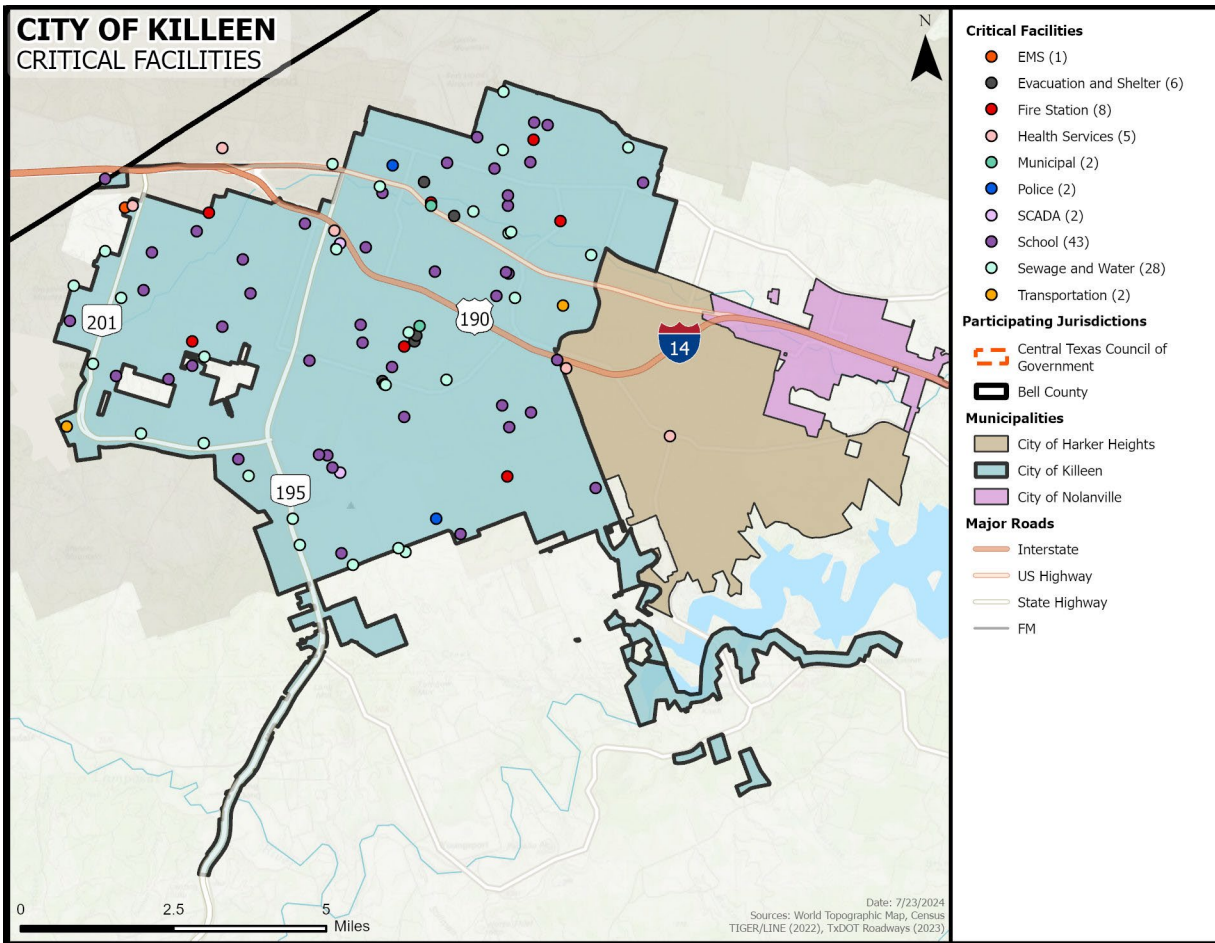 CITY OF KILLEEN
CRITICAL FACILITIES
N
201
190
14
195
0
2.5
5
Miles
Date: 7/23/2024
Sources: World Topographic Map, Census
TIGER/LINE (2022), TxDOT Roadways (2023)
Critical Facilities
EMS (1)
Evacuation and Shelter (6)
Fire Station (8)
Health Services (5)
Municipal (2)
Police (2)
SCADA (2)
School (43)
Sewage and Water (28)
Transportation (2)
Participating Jurisdictions
Central Texas Council of
Government
Bell County
Municipalities
City of Harker Heights
City of Killeen
City of Nolanville
Major Roads
Interstate
US Highway
State Highway
FM